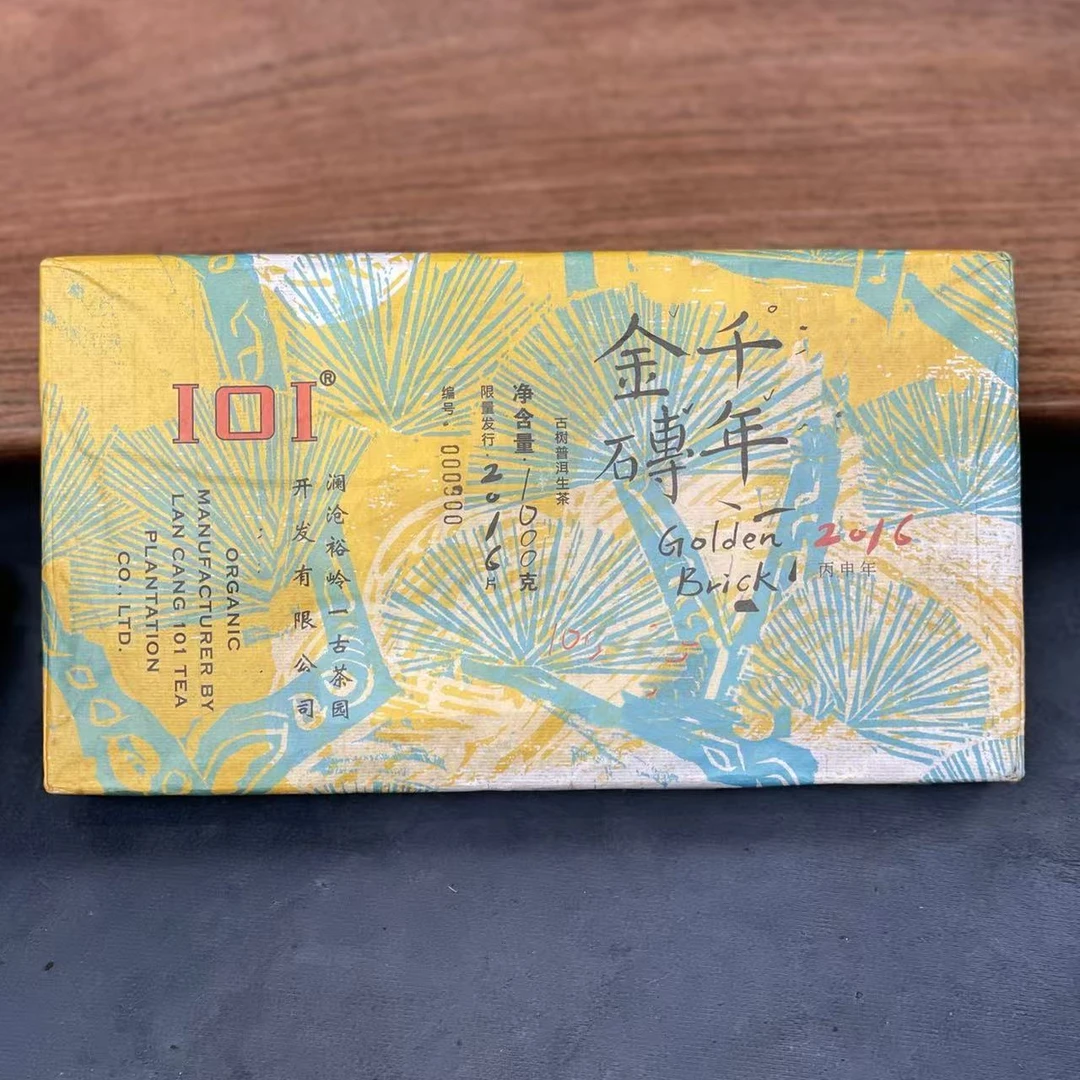 千年
金磚
Golden
Brick
2016
丙申年
古树普洱生茶
净含量1000克
限量发行·2016片
编号
101®
澜沧裕岭一古茶园
开发有限公司
ORGANIC
MANUFACTURER BY
LAN CANG 101 TEA
PLANTATION
CO., LTD.